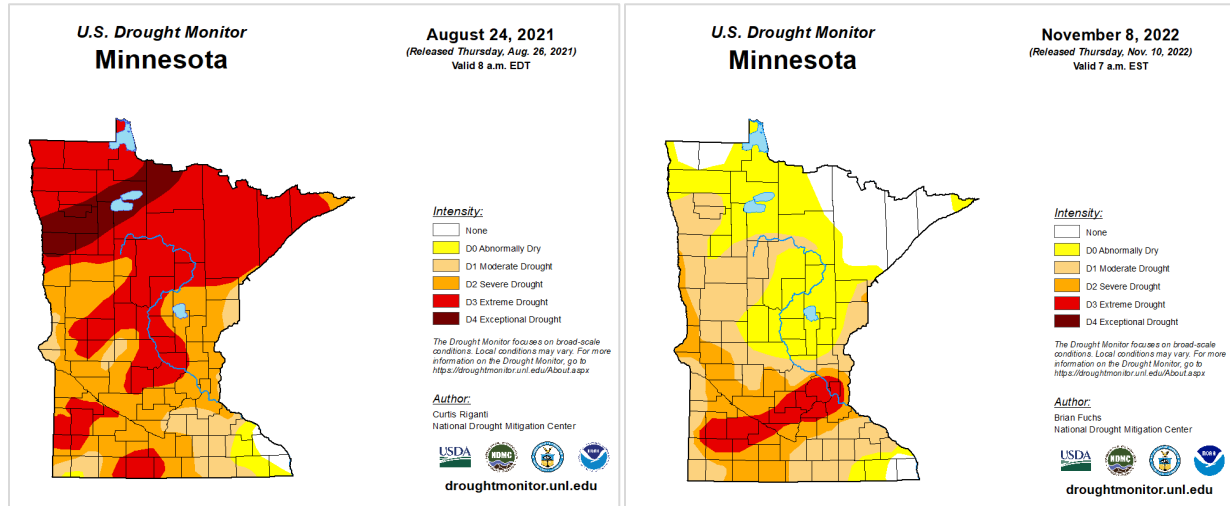 U.S. Drought Monitor
Minnesota
August 24, 2021
(Released Thursday, Aug. 26, 2021)
Valid 8 a.m. EDT
Intensity:
None
D0 Abnormally Dry
D1 Moderate Drought
D2 Severe Drought
D3 Extreme Drought
D4 Exceptional Drought
The Drought Monitor focuses on broad-scale
conditions. Local conditions may vary. For more
information on the Drought Monitor, go to
https://droughtmonitor.unl.edu/About.aspx
Author:
Curtis Riganti
National Drought Mitigation Center
USDA
NDMC
NOAA
droughtmonitor.unl.edu
U.S. Drought Monitor
Minnesota
November 8, 2022
(Released Thursday, Nov. 10, 2022)
Valid 7 a.m. EST
Intensity:
None
D0 Abnormally Dry
D1 Moderate Drought
D2 Severe Drought
D3 Extreme Drought
D4 Exceptional Drought
The Drought Monitor focuses on broad-scale
conditions. Local conditions may vary. For more
information on the Drought Monitor, go to
https://droughtmonitor.unl.edu/About.aspx
Author:
Brian Fuchs
National Drought Mitigation Center
USDA
NDMC
NOAA
droughtmonitor.unl.edu